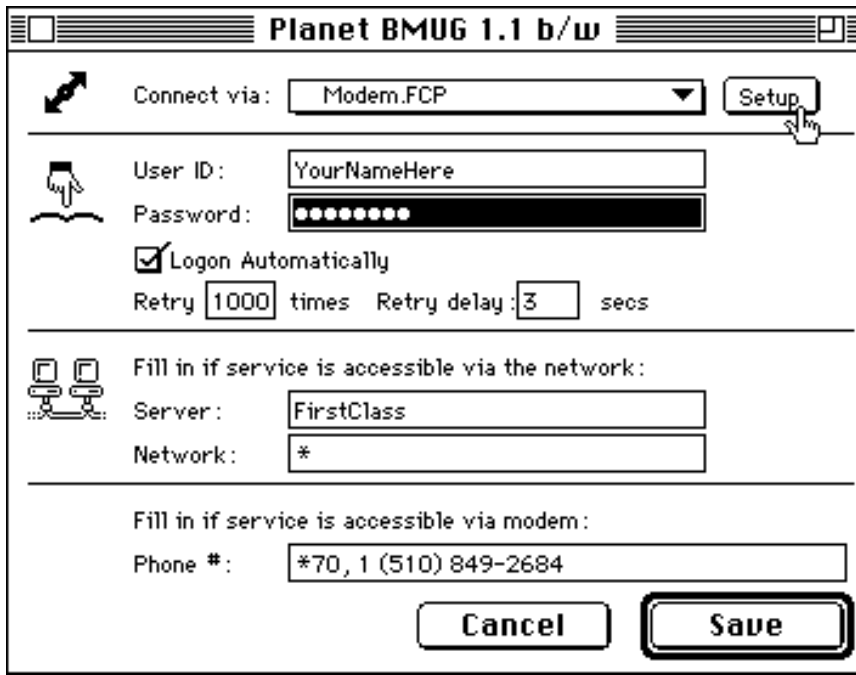 Planet BMUG 1.1 b/w
Connect via: Modem.FCP Setup
User ID: YourNameHere
Password: ●●●●●●●●
Logon Automatically
Retry 1000 times Retry delay: 3 secs
Fill in if service is accessible via the network:
Server: FirstClass
Network: *
Fill in if service is accessible via modem:
Phone #: *70, 1 (510) 849-2684
Cancel Save